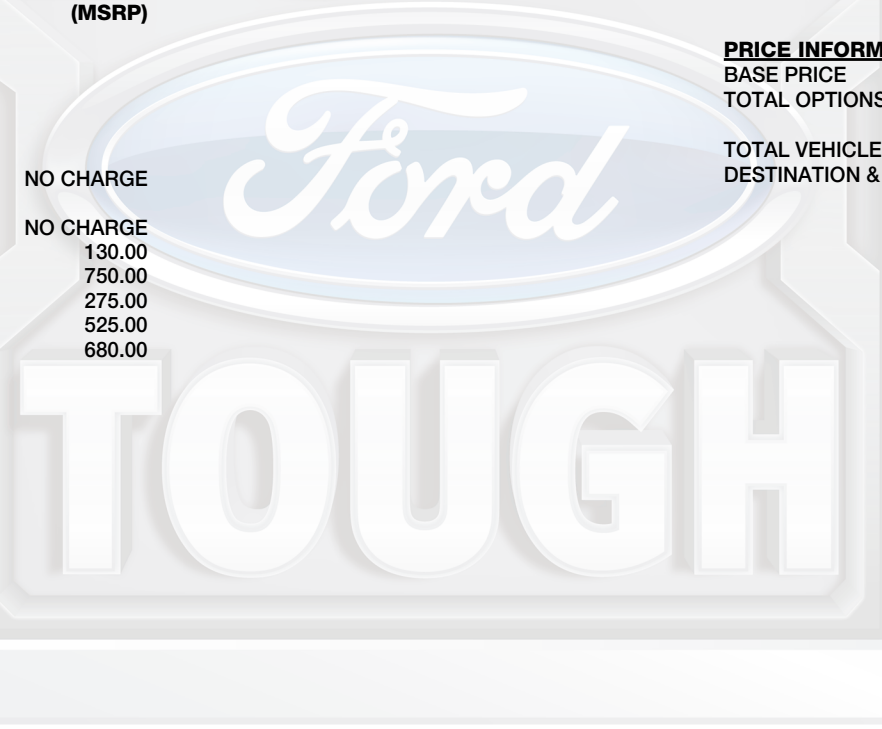 (MSRP)
NO CHARGE
NO CHARGE
130.00
750.00
275.00
525.00
680.00
PRICE INFORM
BASE PRICE
TOTAL OPTIONS
TOTAL VEHICLE
DESTINATION &
Ford
TOUGH